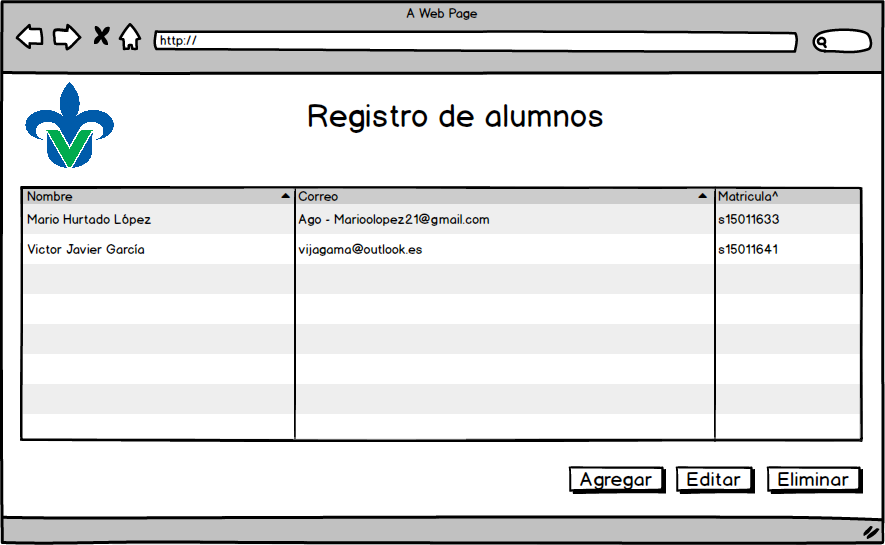 A Web Page
http://
Registro de alumnos
Nombre Correo Matricula^
Mario Hurtado López Ago - Marioolopez21@gmail.com s15011633
Victor Javier García vijagama@outlook.es s15011641
Agregar Editar Eliminar